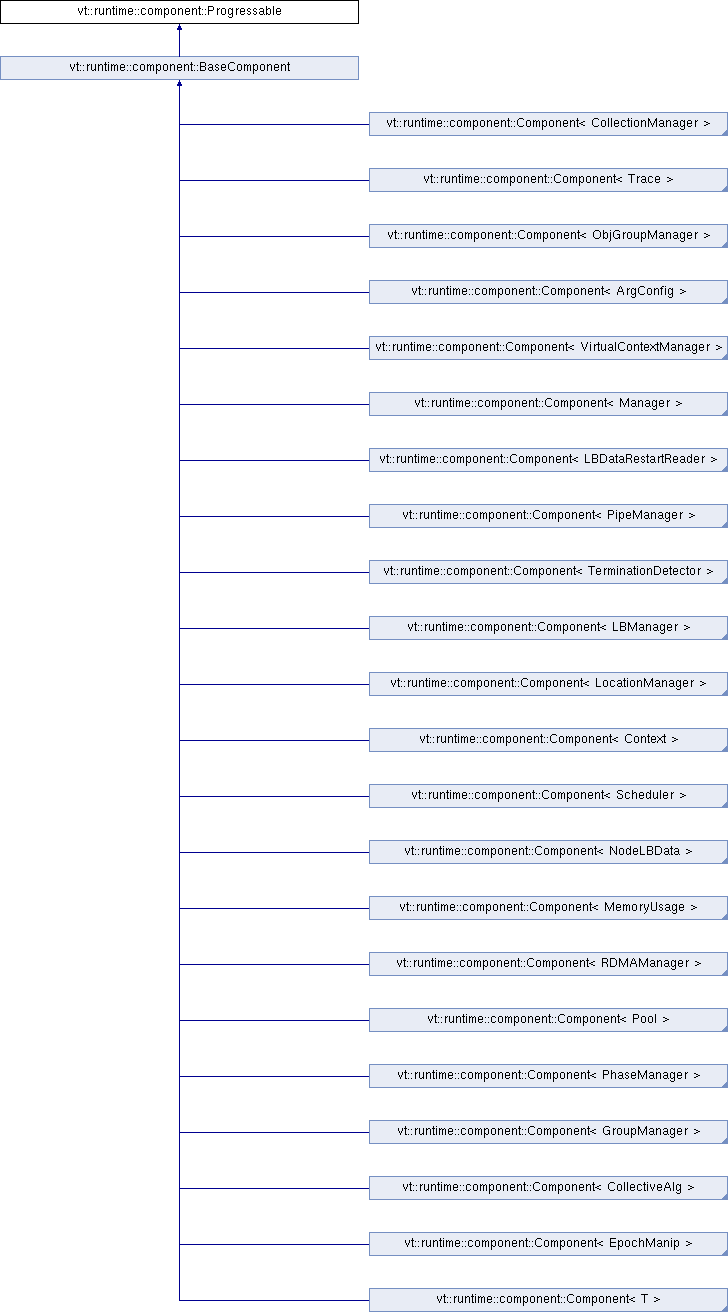 vt::runtime::component::Progressable
vt::runtime::component::BaseComponent
vt::runtime::component::Component< CollectionManager >
vt::runtime::component::Component< Trace >
vt::runtime::component::Component< ObjGroupManager >
vt::runtime::component::Component< ArgConfig >
vt::runtime::component::Component< VirtualContextManager >
vt::runtime::component::Component< Manager >
vt::runtime::component::Component< LBDataRestartReader >
vt::runtime::component::Component< PipeManager >
vt::runtime::component::Component< TerminationDetector >
vt::runtime::component::Component< LBManager >
vt::runtime::component::Component< LocationManager >
vt::runtime::component::Component< Context >
vt::runtime::component::Component< Scheduler >
vt::runtime::component::Component< NodeLBData >
vt::runtime::component::Component< MemoryUsage >
vt::runtime::component::Component< RDMAManager >
vt::runtime::component::Component< Pool >
vt::runtime::component::Component< PhaseManager >
vt::runtime::component::Component< GroupManager >
vt::runtime::component::Component< CollectiveAlg >
vt::runtime::component::Component< EpochManip >
vt::runtime::component::Component< T >